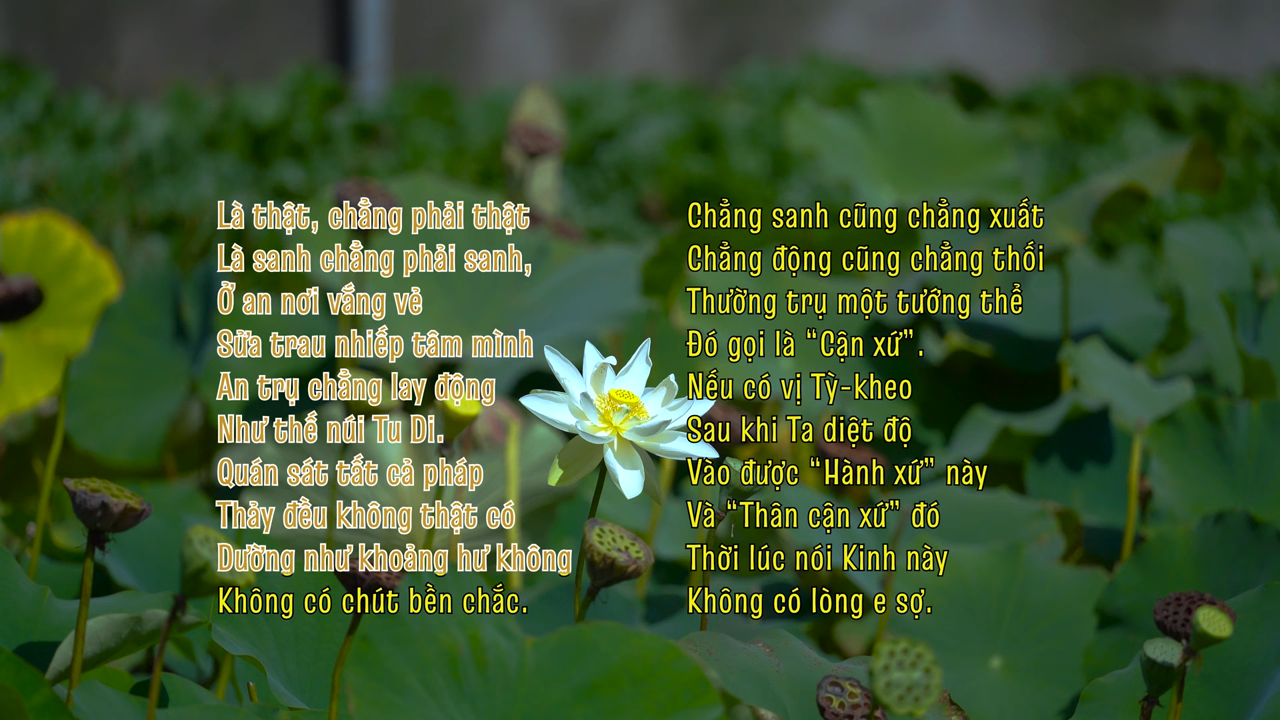 Là thật, chẳng phải thật
Là sanh chẳng phải sanh,
Ở an nơi vắng vẻ
Sửa trau nhiếp tâm mình
An trụ chẳng lay động
Như thế núi Tu Di.
Quán sát tất cả pháp
Thảy đều không thật có
Dường như khoảng hư không
Không có chút bền chắc.
Chẳng sanh cũng chẳng xuất
Chẳng động cũng chẳng thối
Thường trụ một tướng thể
Đó gọi là “Cận xứ”.
Nếu có vị Tỳ-kheo
Sau khi Ta diệt độ
Vào được “Hành xứ” này
Và “Thân cận xứ” đó
Thời lúc nói Kinh này
Không có lòng e sợ.